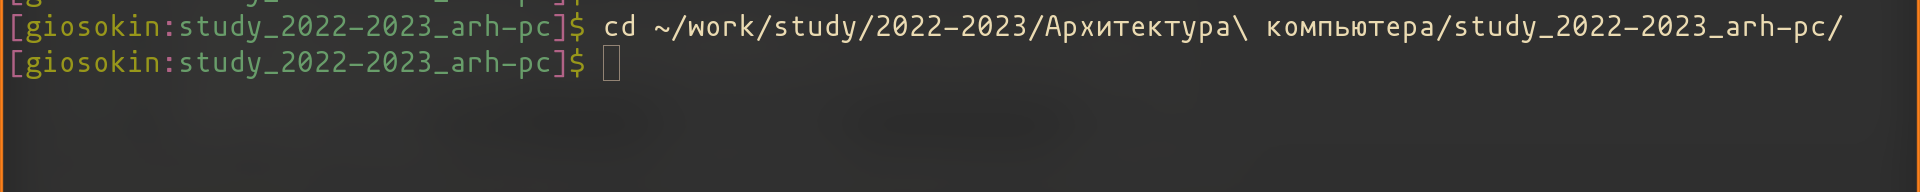 [giosokin:study_2022-2023_arh-pc]$ cd ~/work/study/2022-2023/Архитектура\ компьютера/study_2022-2023_arh-pc/
[giosokin:study_2022-2023_arh-pc]$